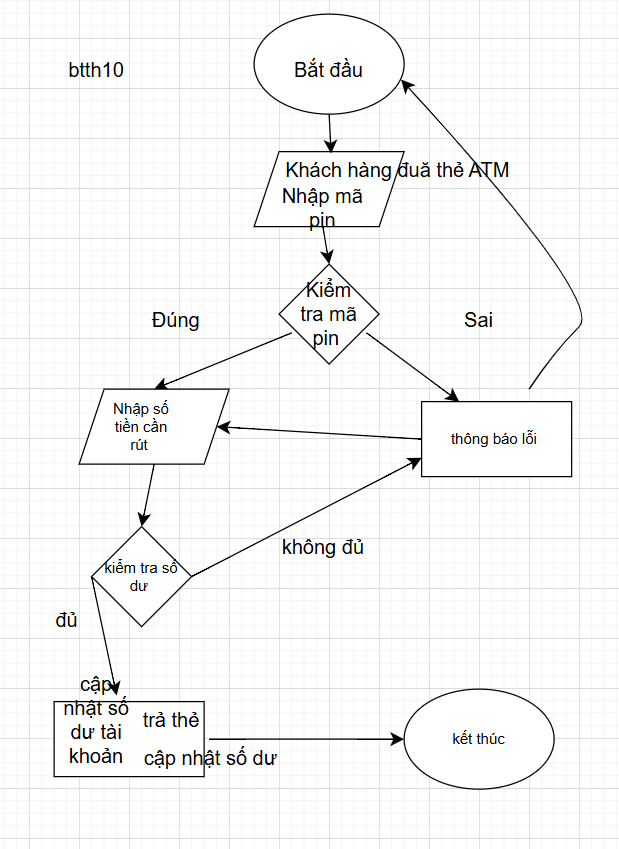 btth10
Bắt đầu
Khách hàng đuă thẻ ATM
Nhập mã
pin
Kiểm
tra mã
pin
Đúng
Sai
Nhập số
tiền cần
rút
thông báo lỗi
không đủ
kiểm tra số
dư
đủ
cập
nhật số
dư tài
khoản
trả thẻ
cập nhật số dư
kết thúc